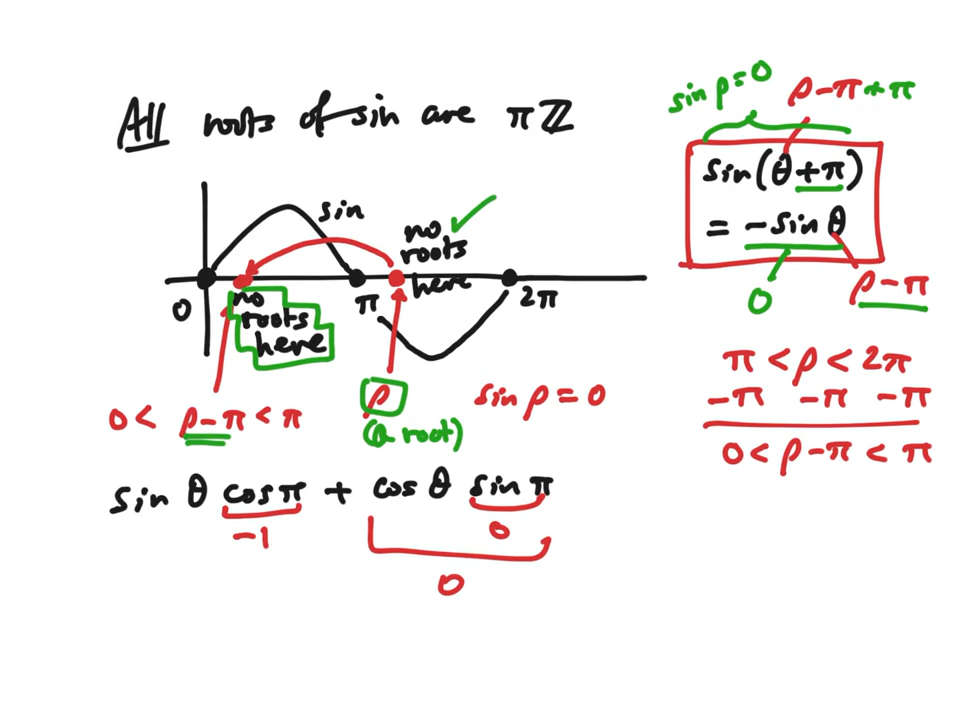 All roots of sin are πℤ
sin ρ = 0
ρ - π + π
sin(θ + π)
= - sin θ
0
ρ - π
sin
no
roots
here
0
π
2π
no
roots
here
0 < ρ - π < π
ρ
(a root)
sin ρ = 0
π < ρ < 2π
-π -π -π
0 < ρ - π < π
sin θ cos π + cos θ sin π
-1
0
0